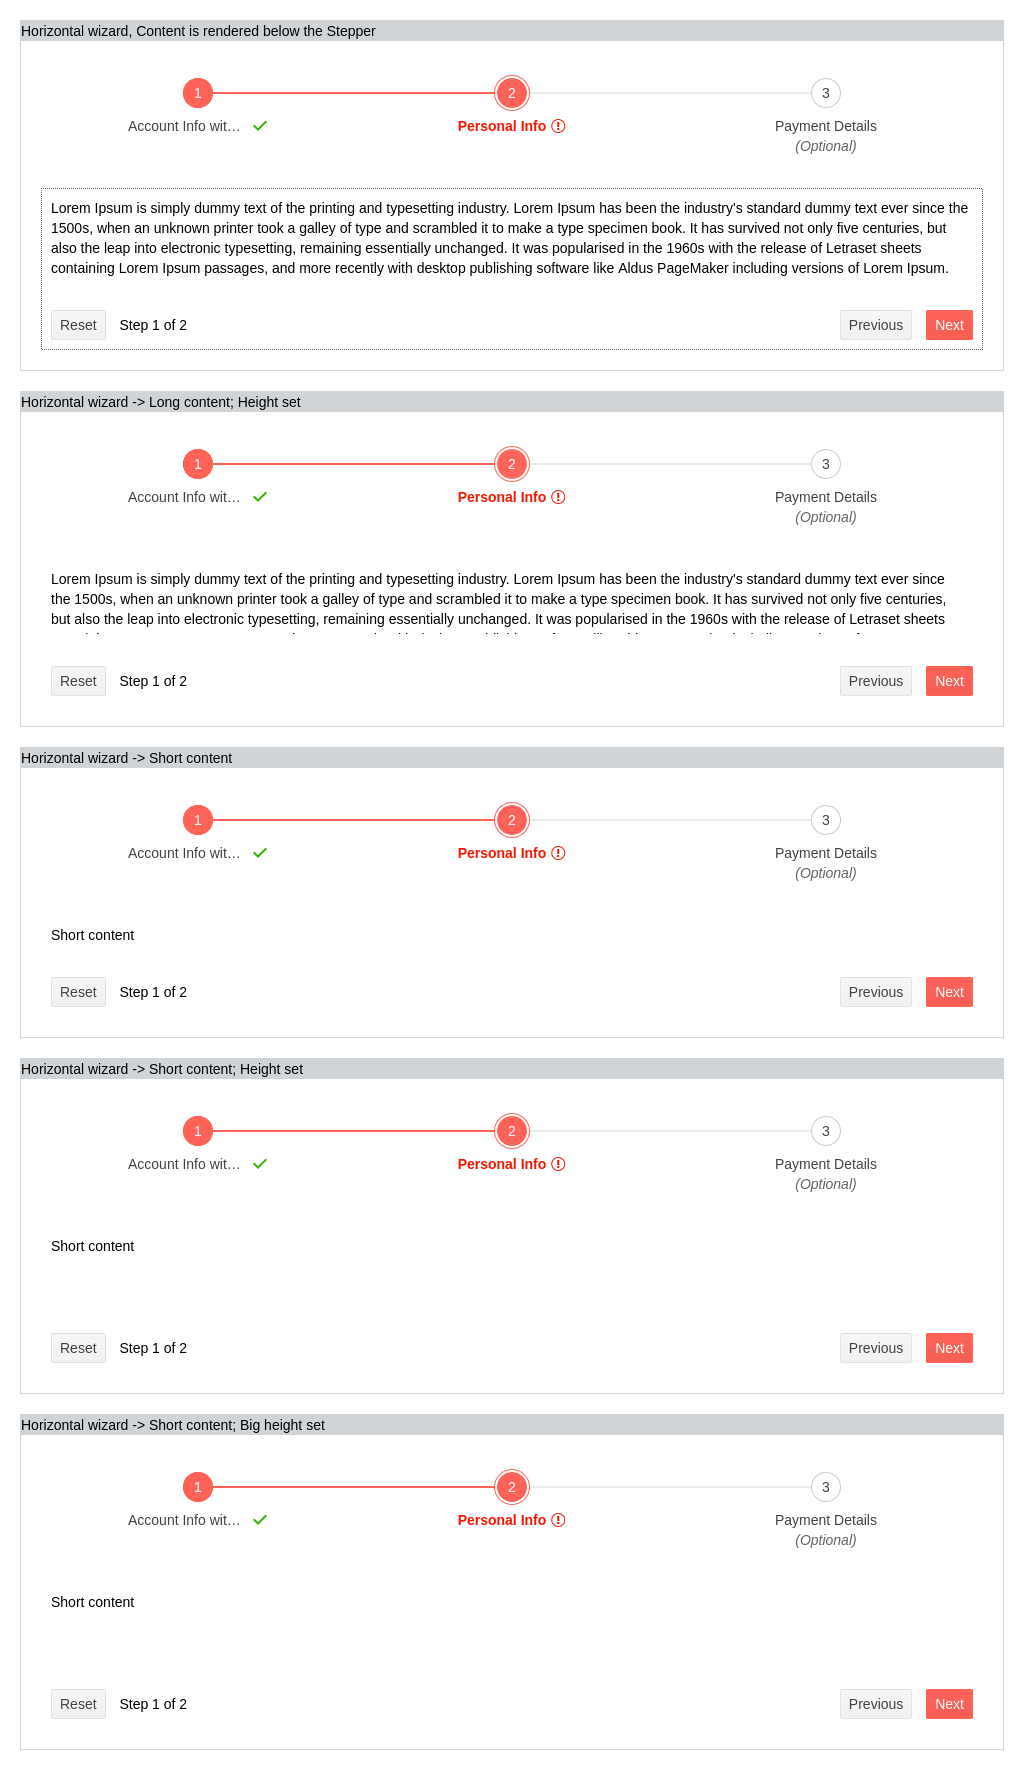 Horizontal wizard, Content is rendered below the Stepper
1 2 3
Account Info wit… Personal Info Payment Details
(Optional)
Lorem Ipsum is simply dummy text of the printing and typesetting industry. Lorem Ipsum has been the industry's standard dummy text ever since the
1500s, when an unknown printer took a galley of type and scrambled it to make a type specimen book. It has survived not only five centuries, but
also the leap into electronic typesetting, remaining essentially unchanged. It was popularised in the 1960s with the release of Letraset sheets
containing Lorem Ipsum passages, and more recently with desktop publishing software like Aldus PageMaker including versions of Lorem Ipsum.
Reset Step 1 of 2 Previous Next
Horizontal wizard -> Long content; Height set
1 2 3
Account Info wit… Personal Info Payment Details
(Optional)
Lorem Ipsum is simply dummy text of the printing and typesetting industry. Lorem Ipsum has been the industry's standard dummy text ever since
the 1500s, when an unknown printer took a galley of type and scrambled it to make a type specimen book. It has survived not only five centuries,
but also the leap into electronic typesetting, remaining essentially unchanged. It was popularised in the 1960s with the release of Letraset sheets
Reset Step 1 of 2 Previous Next
Horizontal wizard -> Short content
1 2 3
Account Info wit… Personal Info Payment Details
(Optional)
Short content
Reset Step 1 of 2 Previous Next
Horizontal wizard -> Short content; Height set
1 2 3
Account Info wit… Personal Info Payment Details
(Optional)
Short content
Reset Step 1 of 2 Previous Next
Horizontal wizard -> Short content; Big height set
1 2 3
Account Info wit… Personal Info Payment Details
(Optional)
Short content
Reset Step 1 of 2 Previous Next